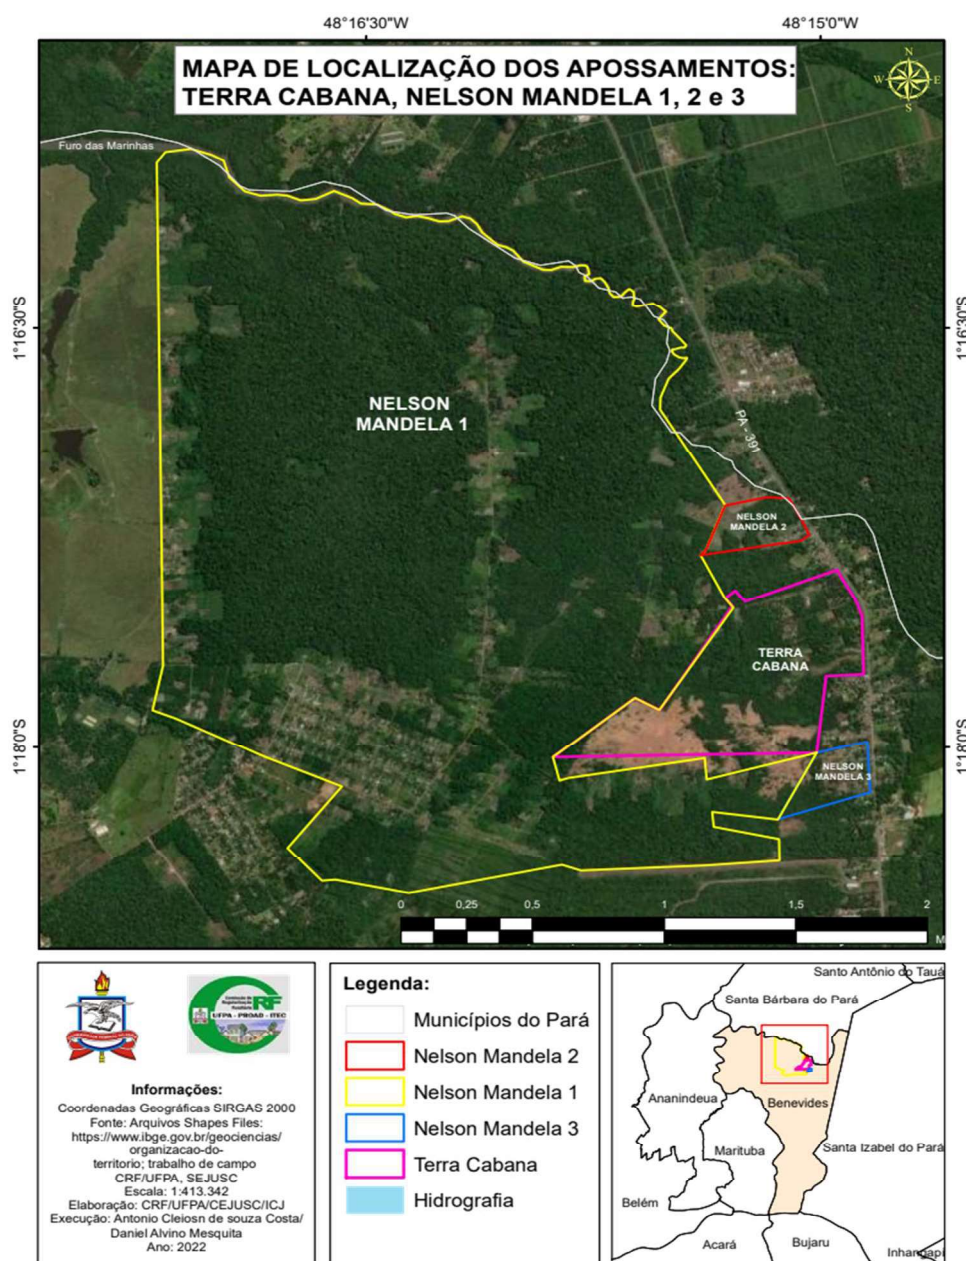 48°16'30"W
48°15'0"W
MAPA DE LOCALIZAÇÃO DOS APOSSAMENTOS:
TERRA CABANA, NELSON MANDELA 1, 2 e 3
N
W
E
S
Furo das Marinhas
1°16'30"S
1°16'30"S
NELSON
MANDELA 1
PA - 391
NELSON
MANDELA 2
TERRA
CABANA
1°18'0"S
1°18'0"S
NELSON
MANDELA 3
0
0,25
0,5
1
1,5
2
M
CRF
UFPA - PROAD - ITEC
Informações:
Coordenadas Geográficas SIRGAS 2000
Fonte: Arquivos Shapes Files:
https://www.ibge.gov.br/geociencias/
organizacao-do-
territorio; trabalho de campo
CRF/UFPA, SEJUSC
Escala: 1:413.342
Elaboração: CRF/UFPA/CEJUSC/ICJ
Execução: Antonio Cleiosn de souza Costa/
Daniel Alvino Mesquita
Ano: 2022
Legenda:
Municípios do Pará
Nelson Mandela 2
Nelson Mandela 1
Nelson Mandela 3
Terra Cabana
Hidrografia
Santo Antônio do Tauá
Santa Bárbara do Pará
Ananindeua
Benevides
Marituba
Santa Izabel do Pará
Belém
Acará
Bujaru
Inhangapi